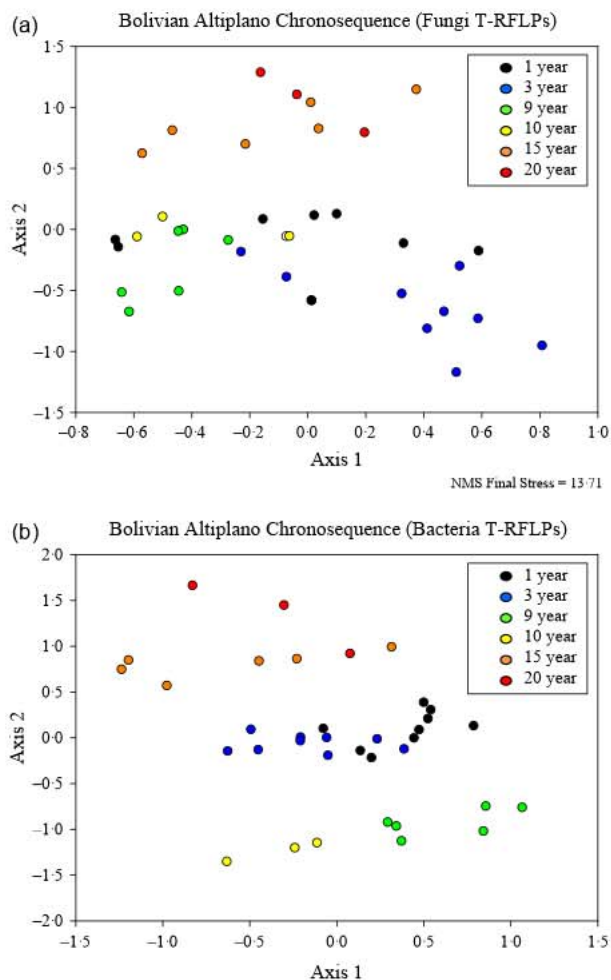 (a)
Bolivian Altiplano Chronosequence (Fungi T-RFLPs)
1·5
1·0
0·5
0·0
–0·5
–1·0
–1·5
Axis 2
1 year
3 year
9 year
10 year
15 year
20 year
–0·8 –0·6 –0·4 –0·2 0·0 0·2 0·4 0·6 0·8 1·0
Axis 1
NMS Final Stress = 13·71
(b)
Bolivian Altiplano Chronosequence (Bacteria T-RFLPs)
2·0
1·5
1·0
0·5
0·0
–0·5
–1·0
–1·5
–2·0
Axis 2
1 year
3 year
9 year
10 year
15 year
20 year
–1·5 –1·0 –0·5 0·0 0·5 1·0 1·5
Axis 1